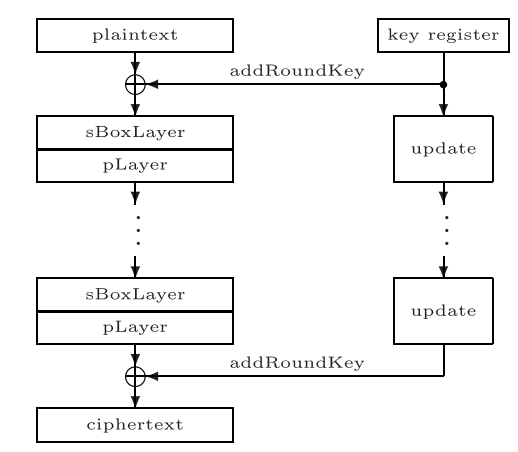 plaintext
key register
addRoundKey
sBoxLayer
pLayer
update
sBoxLayer
pLayer
update
addRoundKey
ciphertext